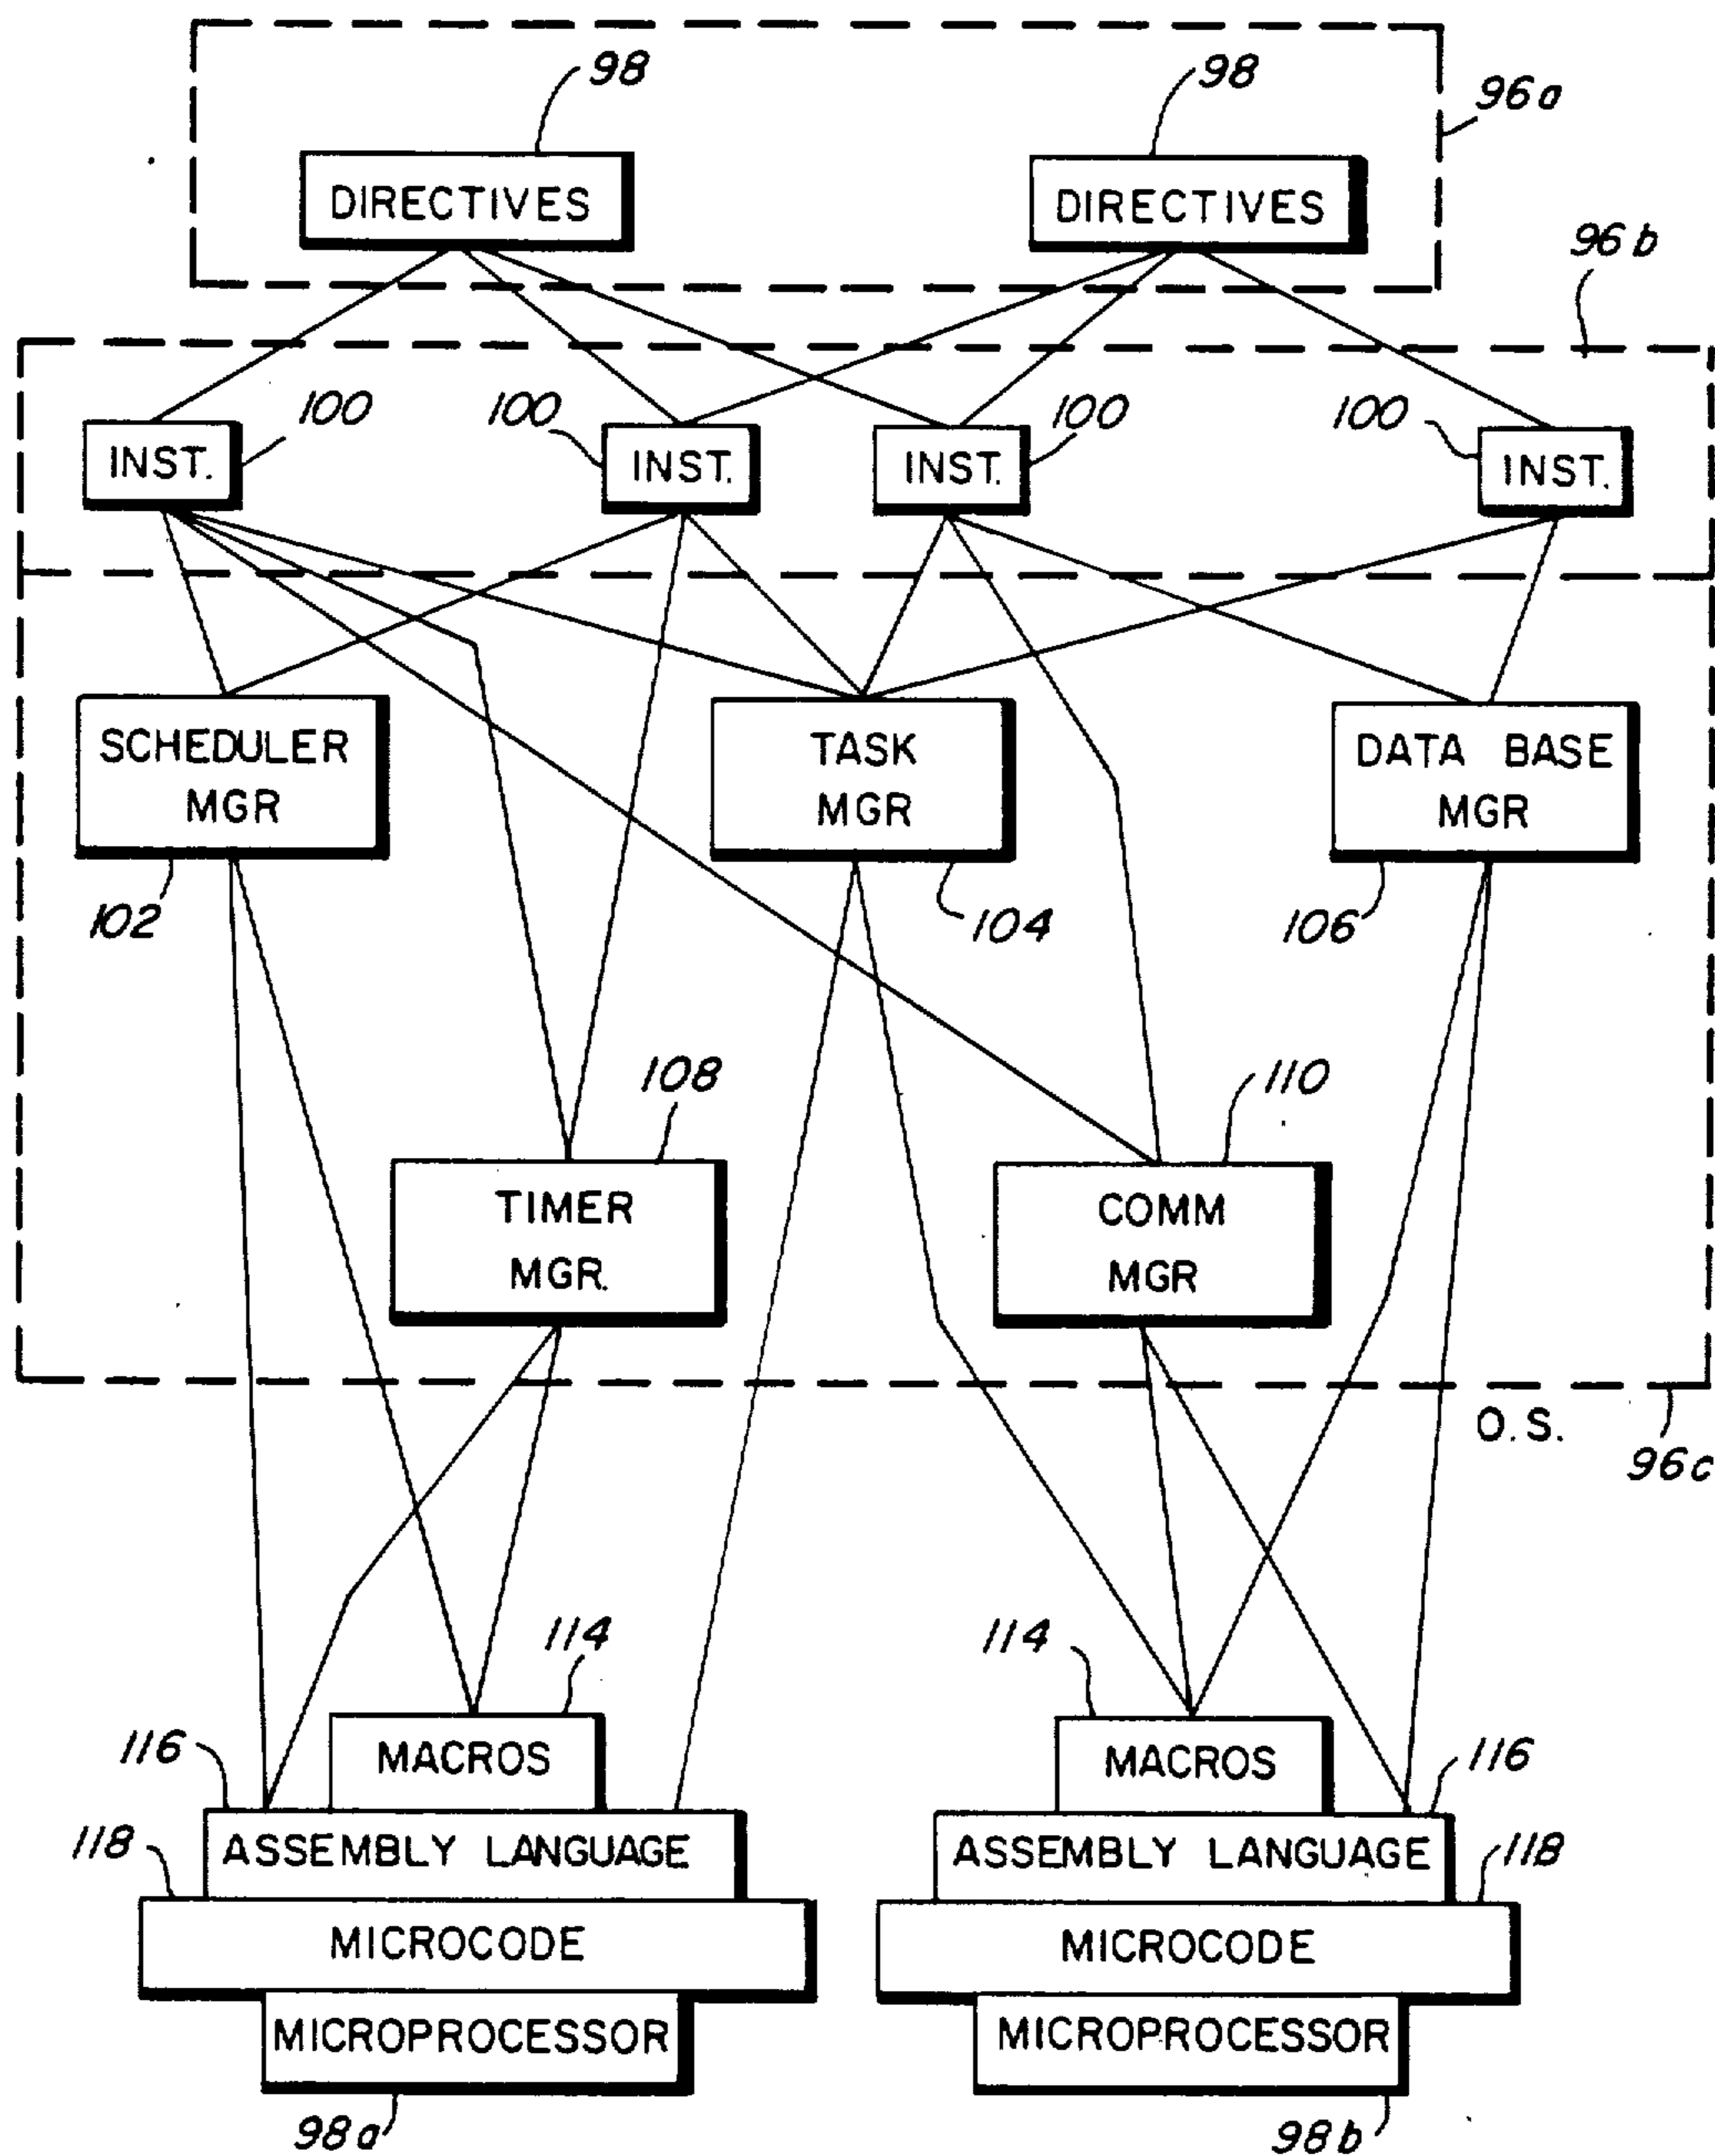 98
98
96a
DIRECTIVES
DIRECTIVES
96b
100
100
100
100
INST.
INST.
INST.
INST.
SCHEDULER
MGR
TASK
MGR
DATA BASE
MGR
102
104
106
108
110
TIMER
MGR.
COMM
MGR
O.S.
96c
114
114
116
MACROS
MACROS
116
118
ASSEMBLY LANGUAGE
ASSEMBLY LANGUAGE
118
MICROCODE
MICROCODE
MICROPROCESSOR
MICROPROCESSOR
98a
98b